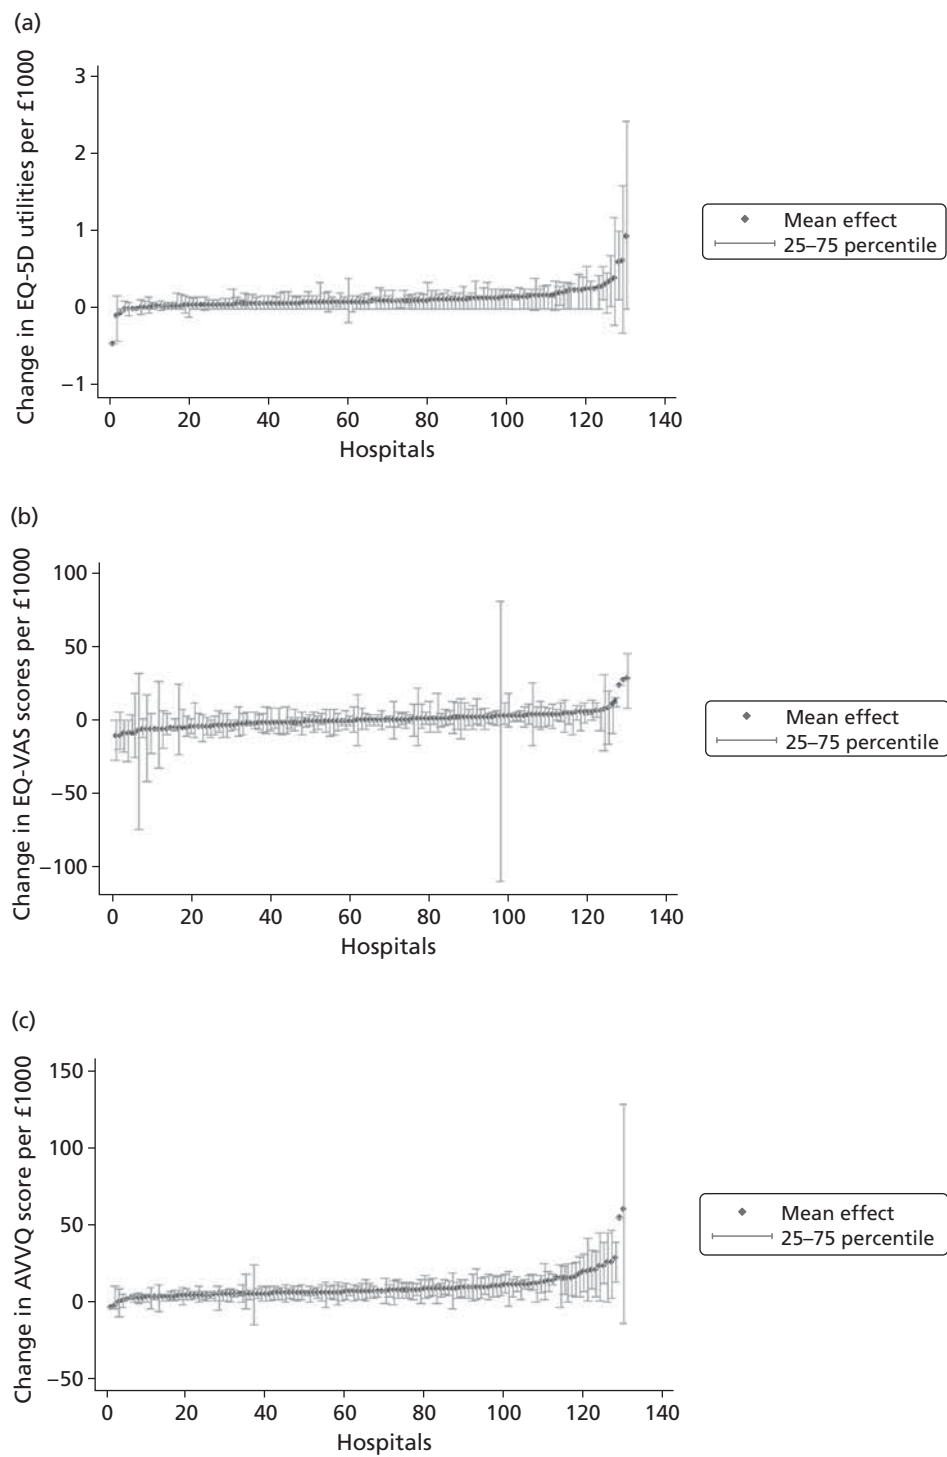 (a)
Change in EQ-5D utilities per £1000
3
2
1
0
−1
0 20 40 60 80 100 120 140
Hospitals
Mean effect
25–75 percentile
(b)
Change in EQ-VAS scores per £1000
100
50
0
−50
−100
0 20 40 60 80 100 120 140
Hospitals
Mean effect
25–75 percentile
(c)
Change in AVVQ score per £1000
150
100
50
0
−50
0 20 40 60 80 100 120 140
Hospitals
Mean effect
25–75 percentile